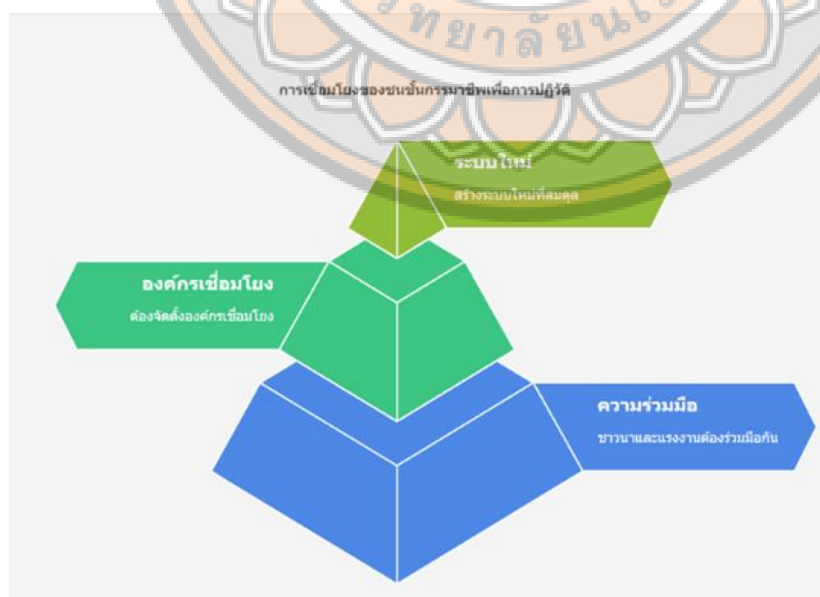 การเชื่อมโยงของชนชั้นกรรมาชีพเพื่อการปฏิวัติ
ระบบใหม่
สร้างระบบใหม่ที่สมดุล
องค์กรเชื่อมโยง
ต้องจัดตั้งองค์กรเชื่อมโยง
ความร่วมมือ
ชาวนาและแรงงานต้องร่วมมือกัน